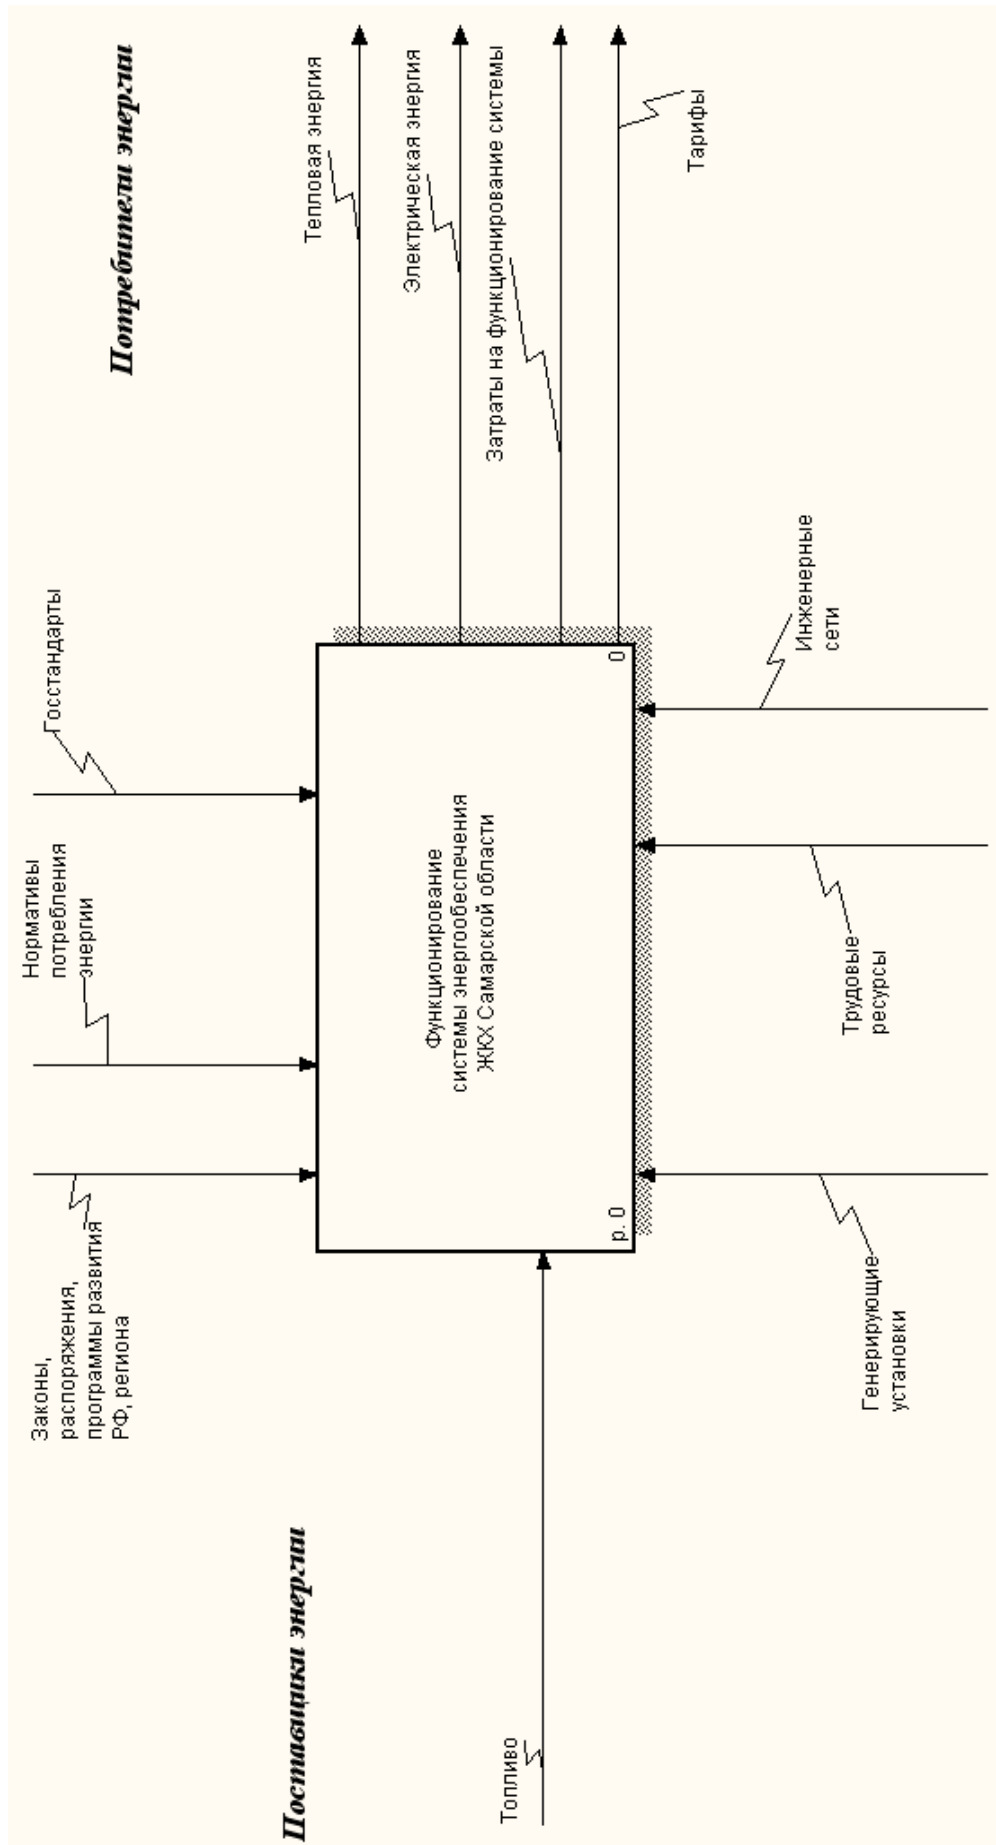 Потребители энергии
Поставщики энергии
Законы,
распоряжения,
программы развития
РФ, региона
Нормативы
потребления
энергии
Госстандарты
Тепловая энергия
Электрическая энергия
Затраты на функционирование системы
Тарифы
Топливо
Функционирование
системы энергообеспечения
ЖКХ Самарской области
р. 0
0
Генерирующие
установки
Трудовые
ресурсы
Инженерные
сети